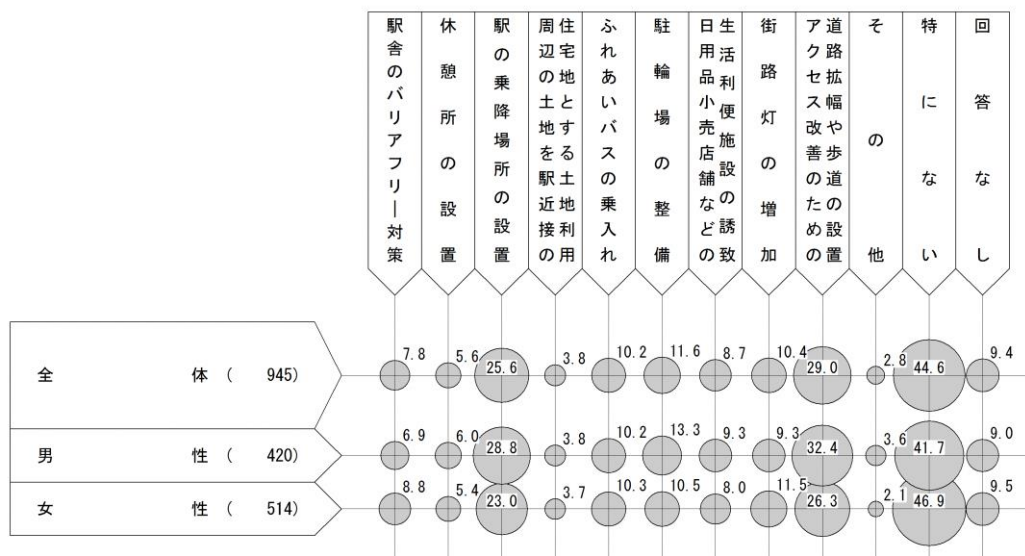 駅舎のバリアフリー対策
休憩所の設置
駅の乗降場所の設置
住宅地とする土地利用
周辺の土地を駅近接の
ふれあいバスの乗入れ
駐輪場の整備
生活利便施設の誘致
日用品小売店舗などの
街路灯の増加
道路拡幅や歩道の設置
アクセス改善のための
その他
特にない
回答なし
全体( 945)
7.8 5.6 25.6 3.8 10.2 11.6 8.7 10.4 29.0 2.8 44.6 9.4
男性( 420)
6.9 6.0 28.8 3.8 10.2 13.3 9.3 9.3 32.4 3.6 41.7 9.0
女性( 514)
8.8 5.4 23.0 3.7 10.3 10.5 8.0 11.5 26.3 2.1 46.9 9.5